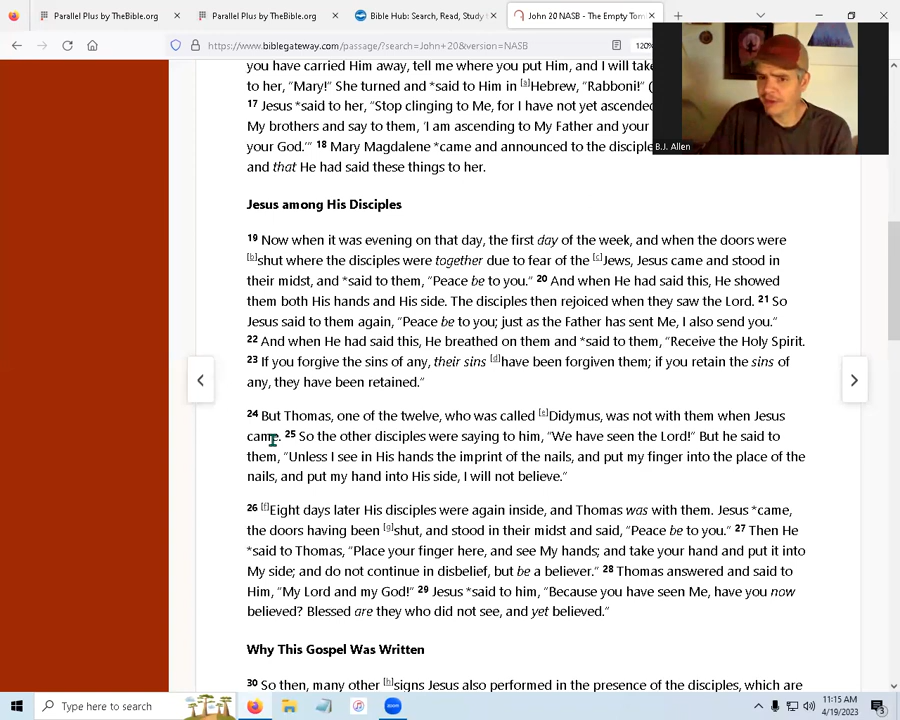 Parallel Plus by TheBible.org
Parallel Plus by TheBible.org
Bible Hub: Search, Read, Study t
John 20 NASB - The Empty Tom
https://www.biblegateway.com/passage/?search=John+20&version=NASB
120%
you have carried Him away, tell me where you put Him, and I will take
to her, “Mary!” She turned and *said to Him in [a]Hebrew, “Rabboni!” (
17 Jesus *said to her, “Stop clinging to Me, for I have not yet ascended
My brothers and say to them, ‘I am ascending to My Father and your
your God.’” 18 Mary Magdalene *came and announced to the disciple
and that He had said these things to her.
B.J. Allen
Jesus among His Disciples
19 Now when it was evening on that day, the first day of the week, and when the doors were
[b]shut where the disciples were together due to fear of the [c]Jews, Jesus came and stood in
their midst, and *said to them, “Peace be to you.” 20 And when He had said this, He showed
them both His hands and His side. The disciples then rejoiced when they saw the Lord. 21 So
Jesus said to them again, “Peace be to you; just as the Father has sent Me, I also send you.”
22 And when He had said this, He breathed on them and *said to them, “Receive the Holy Spirit.
23 If you forgive the sins of any, their sins [d]have been forgiven them; if you retain the sins of
any, they have been retained.”
24 But Thomas, one of the twelve, who was called [e]Didymus, was not with them when Jesus
came. 25 So the other disciples were saying to him, “We have seen the Lord!” But he said to
them, “Unless I see in His hands the imprint of the nails, and put my finger into the place of the
nails, and put my hand into His side, I will not believe.”
26 [f]Eight days later His disciples were again inside, and Thomas was with them. Jesus *came,
the doors having been [g]shut, and stood in their midst and said, “Peace be to you.” 27 Then He
*said to Thomas, “Place your finger here, and see My hands; and take your hand and put it into
My side; and do not continue in disbelief, but be a believer.” 28 Thomas answered and said to
Him, “My Lord and my God!” 29 Jesus *said to him, “Because you have seen Me, have you now
believed? Blessed are they who did not see, and yet believed.”
Why This Gospel Was Written
30 So then, many other [h]signs Jesus also performed in the presence of the disciples, which are
Type here to search
zoom
11:15 AM
4/19/2023
3